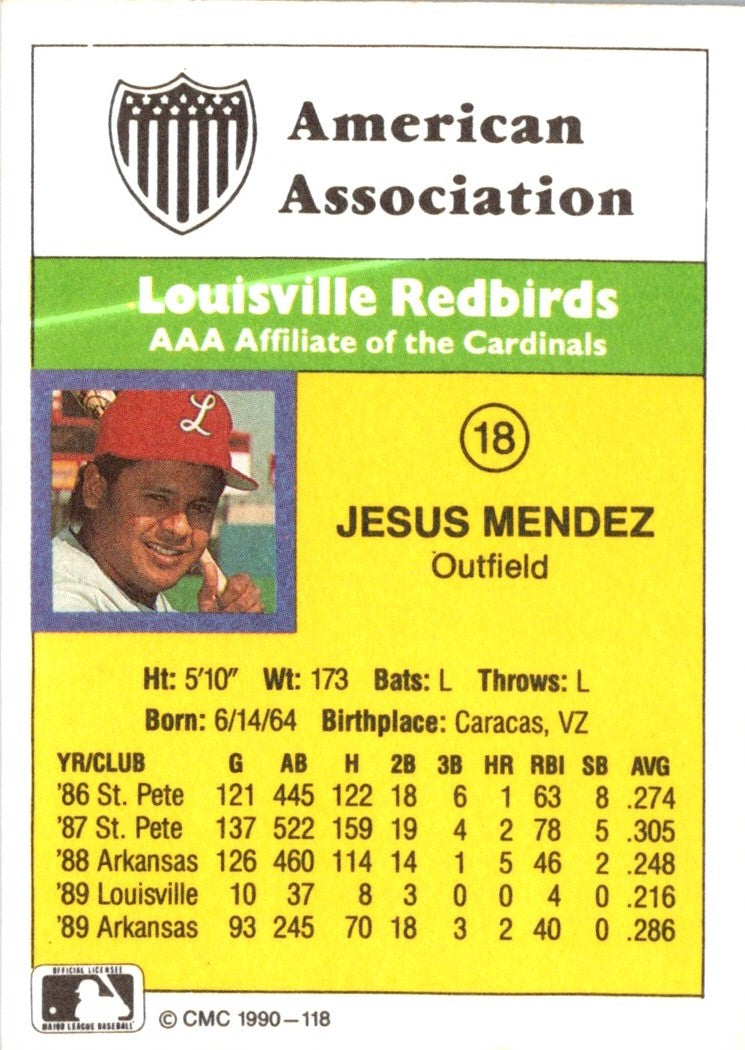 American
Association
Louisville Redbirds
AAA Affiliate of the Cardinals
L
18
JESUS MENDEZ
Outfield
Ht: 5'10" Wt: 173 Bats: L Throws: L
Born: 6/14/64 Birthplace: Caracas, VZ
YR/CLUB G AB H 2B 3B HR RBI SB AVG
'86 St. Pete 121 445 122 18 6 1 63 8 .274
'87 St. Pete 137 522 159 19 4 2 78 5 .305
'88 Arkansas 126 460 114 14 1 5 46 2 .248
'89 Louisville 10 37 8 3 0 0 4 0 .216
'89 Arkansas 93 245 70 18 3 2 40 0 .286
OFFICIAL LICENSEE
MAJOR LEAGUE BASEBALL
© CMC 1990–118